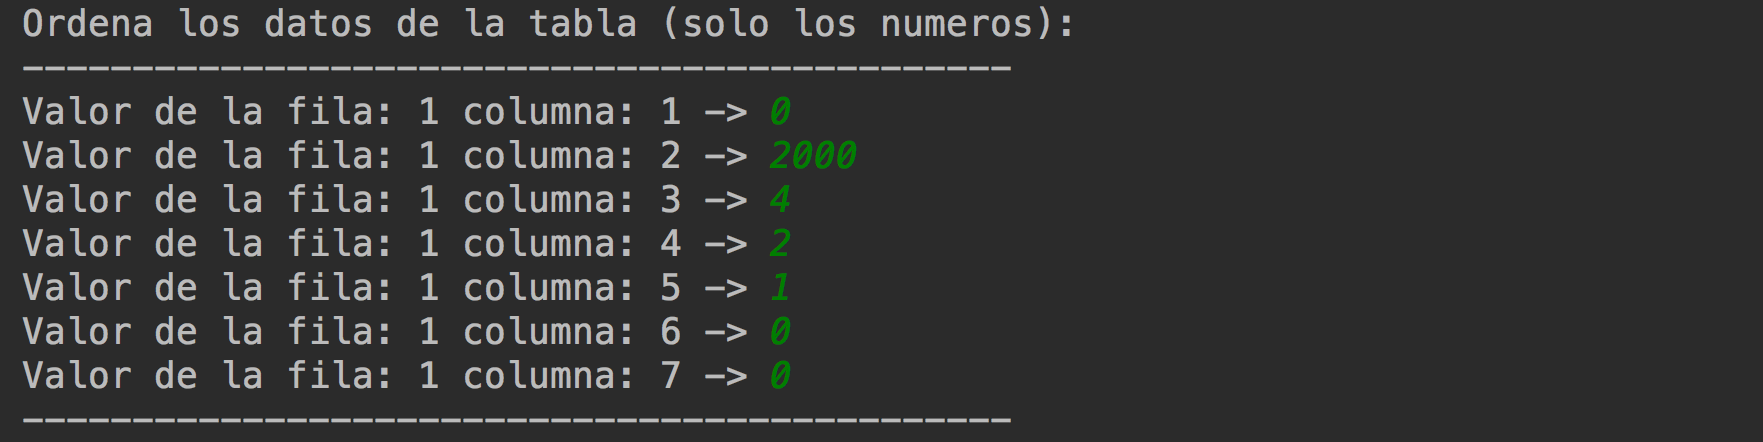 Ordena los datos de la tabla (solo los numeros):
---------------------------------------------
Valor de la fila: 1 columna: 1 -> 0
Valor de la fila: 1 columna: 2 -> 2000
Valor de la fila: 1 columna: 3 -> 4
Valor de la fila: 1 columna: 4 -> 2
Valor de la fila: 1 columna: 5 -> 1
Valor de la fila: 1 columna: 6 -> 0
Valor de la fila: 1 columna: 7 -> 0
---------------------------------------------